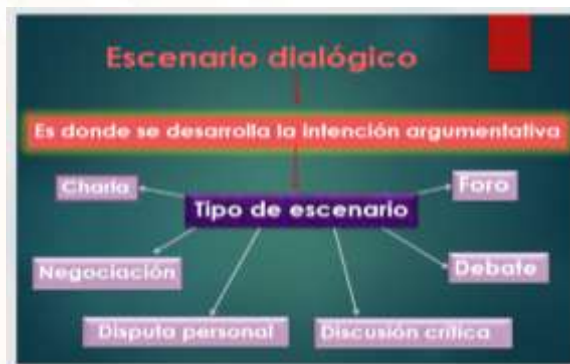 Escenario dialógico
Es donde se desarrolla la intención argumentativa
Charla
Foro
Tipo de escenario
Negociación
Debate
Disputa personal
Discusión crítica